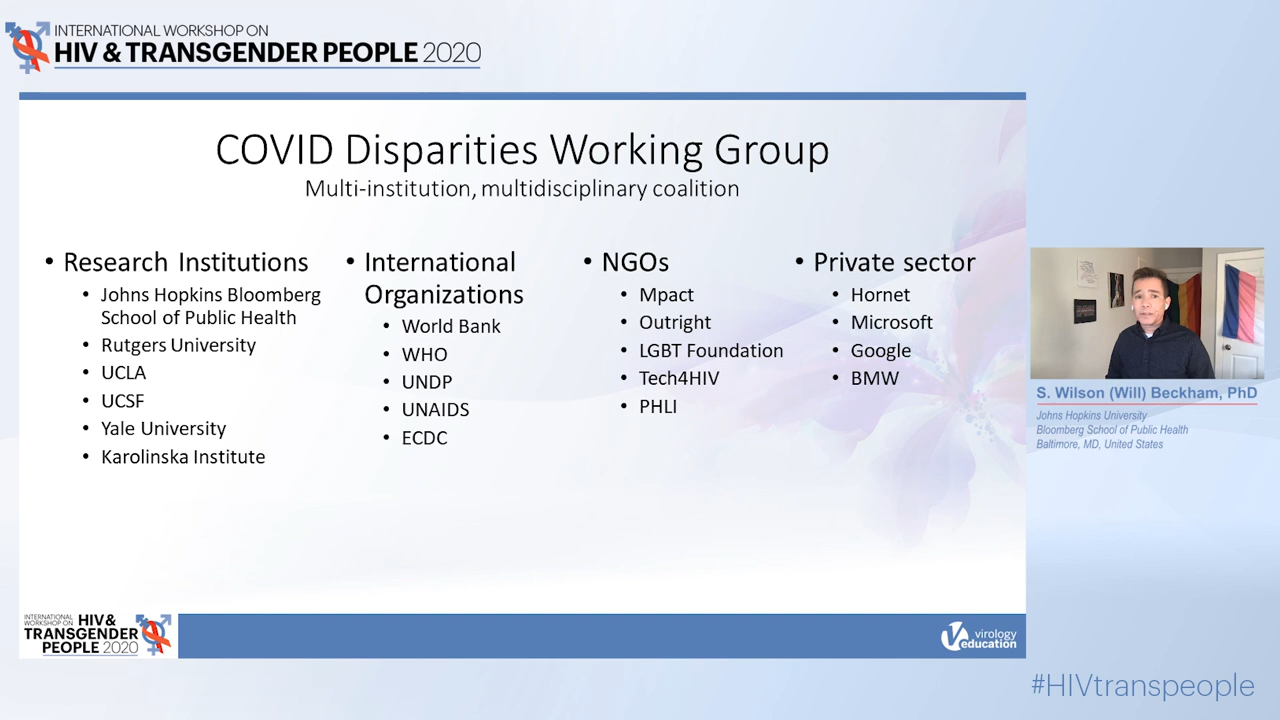 INTERNATIONAL WORKSHOP ON
HIV & TRANSGENDER PEOPLE 2020
COVID Disparities Working Group
Multi-institution, multidisciplinary coalition
• Research Institutions
• Johns Hopkins Bloomberg
School of Public Health
• Rutgers University
• UCLA
• UCSF
• Yale University
• Karolinska Institute
• International
Organizations
• World Bank
• WHO
• UNDP
• UNAIDS
• ECDC
• NGOs
• Mpact
• Outright
• LGBT Foundation
• Tech4HIV
• PHLI
• Private sector
• Hornet
• Microsoft
• Google
• BMW
S. Wilson (Will) Beckham, PhD
Johns Hopkins University
Bloomberg School of Public Health
Baltimore, MD, United States
INTERNATIONAL
WORKSHOP ON HIV &
TRANSGENDER
PEOPLE 2020
virology
education
#HIVtranspeople